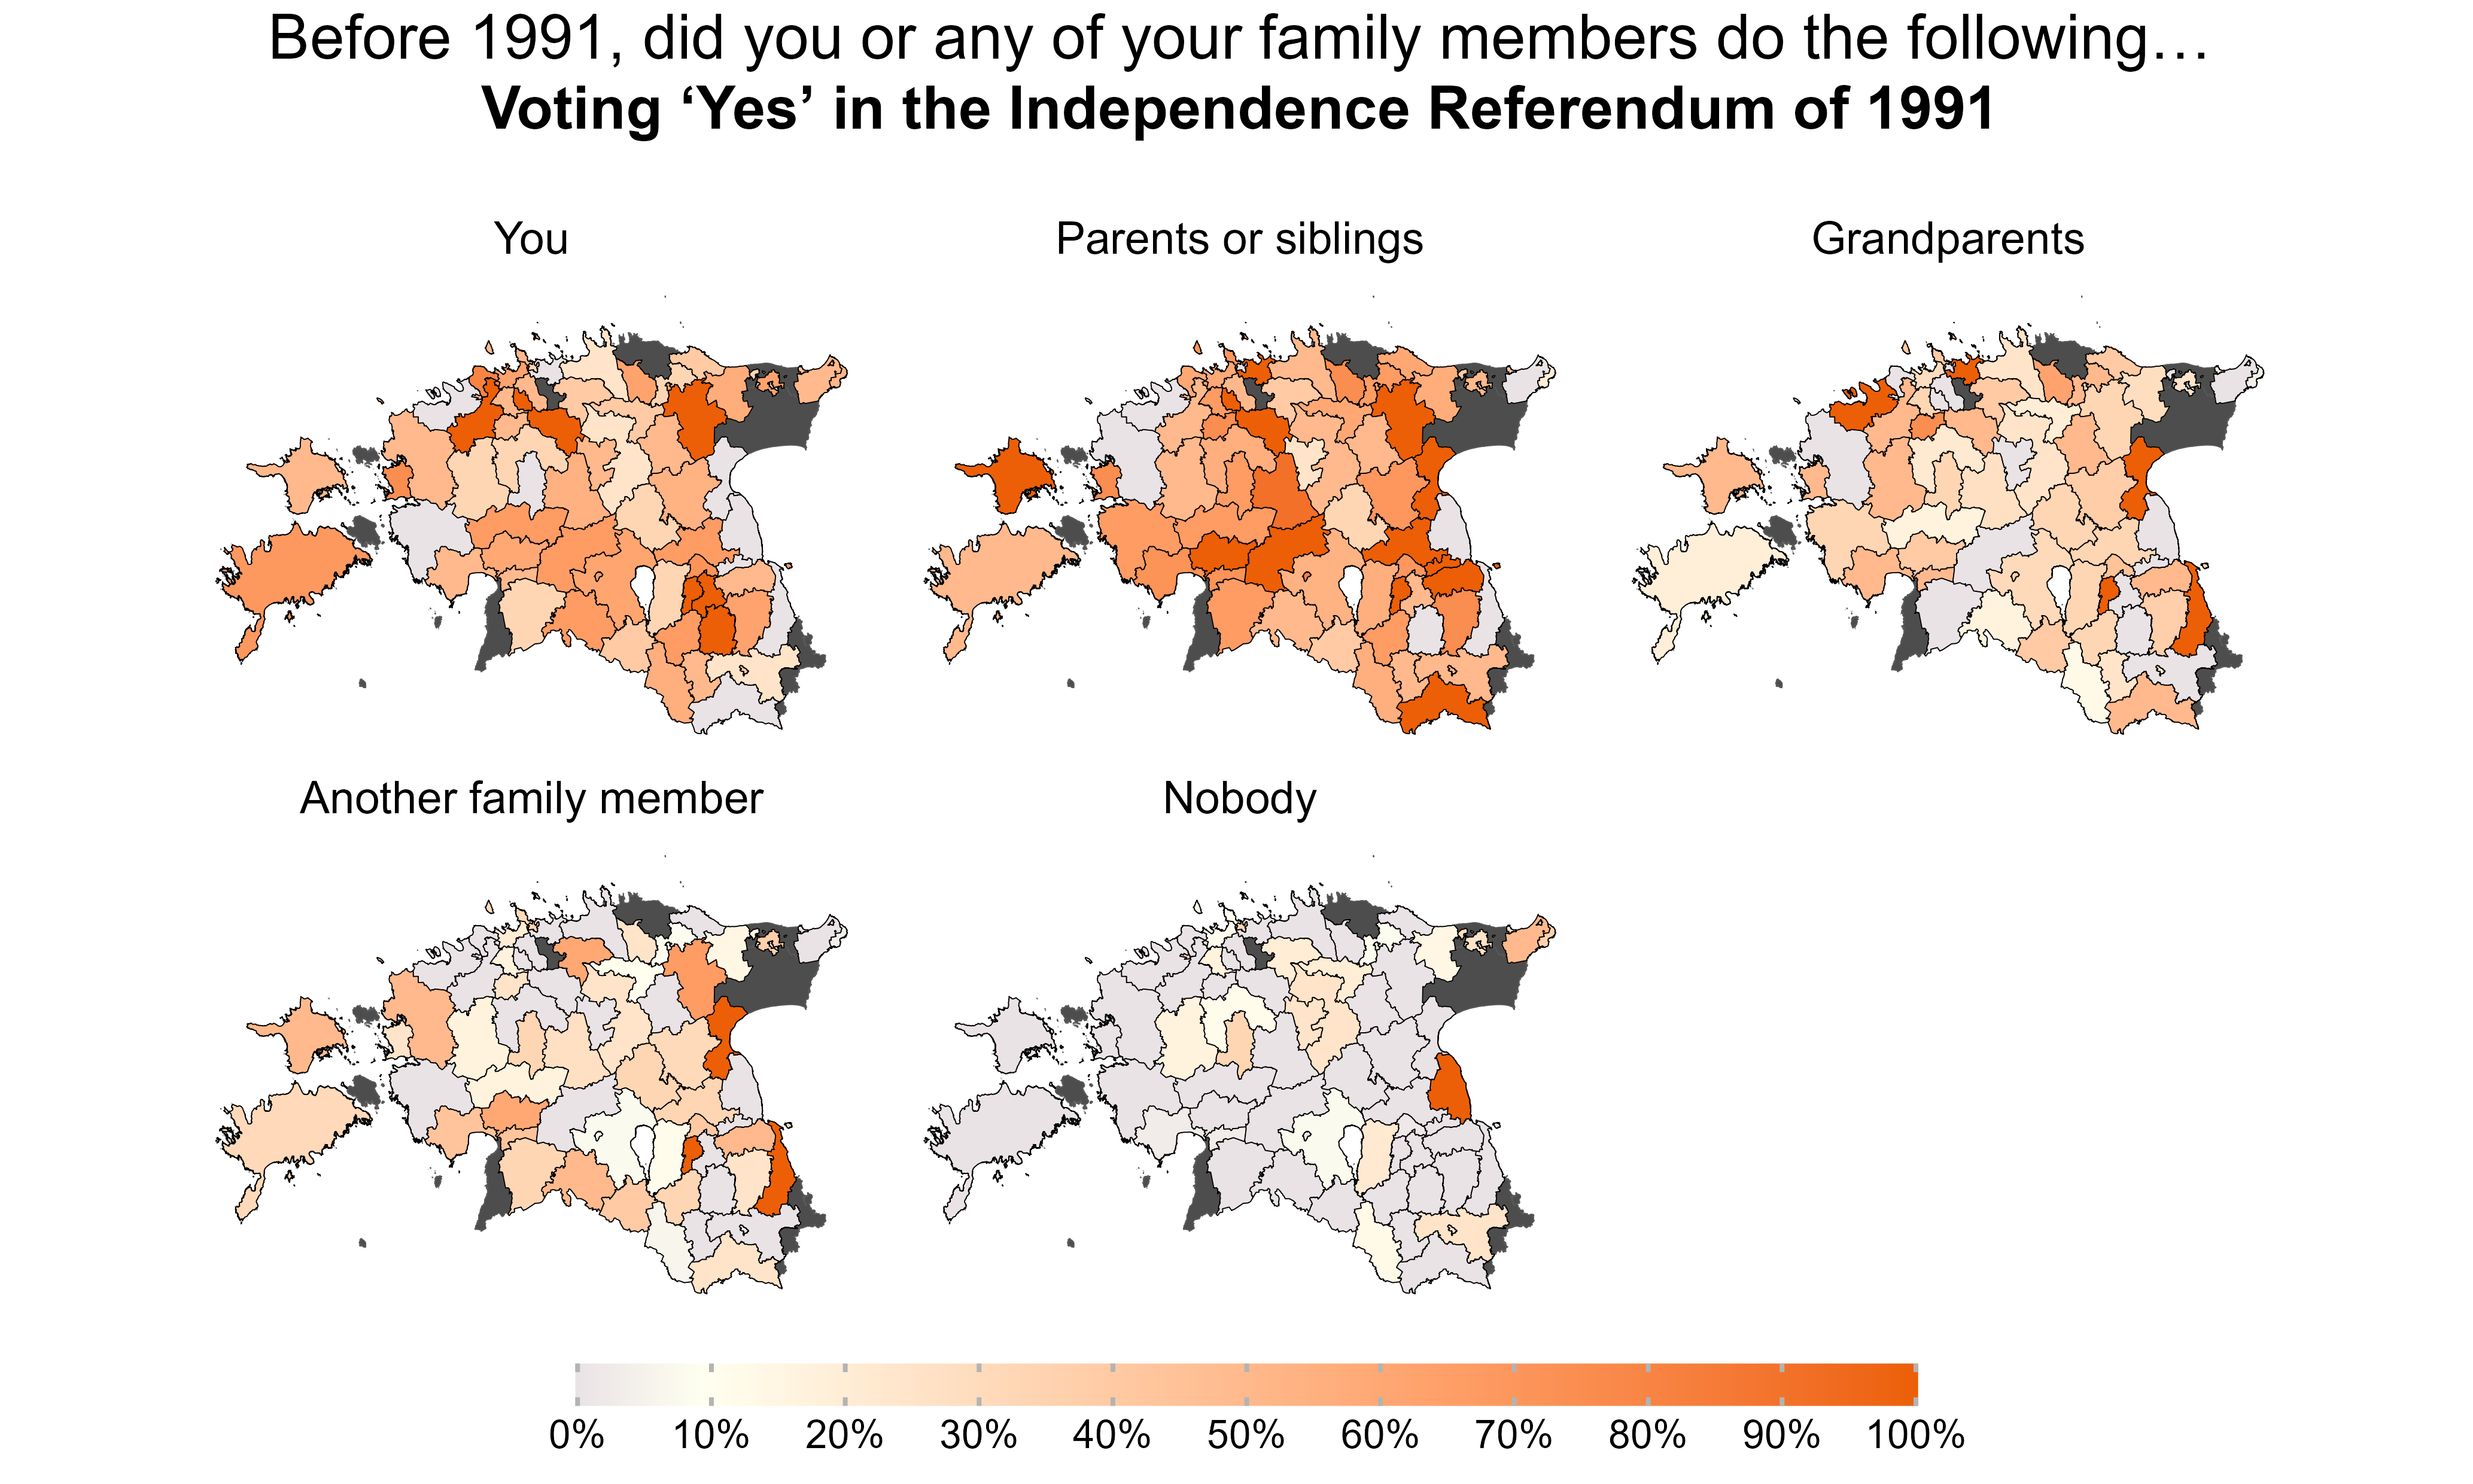 Before 1991, did you or any of your family members do the following…
Voting ‘Yes’ in the Independence Referendum of 1991
You
Parents or siblings
Grandparents
Another family member
Nobody
0% 10% 20% 30% 40% 50% 60% 70% 80% 90% 100%